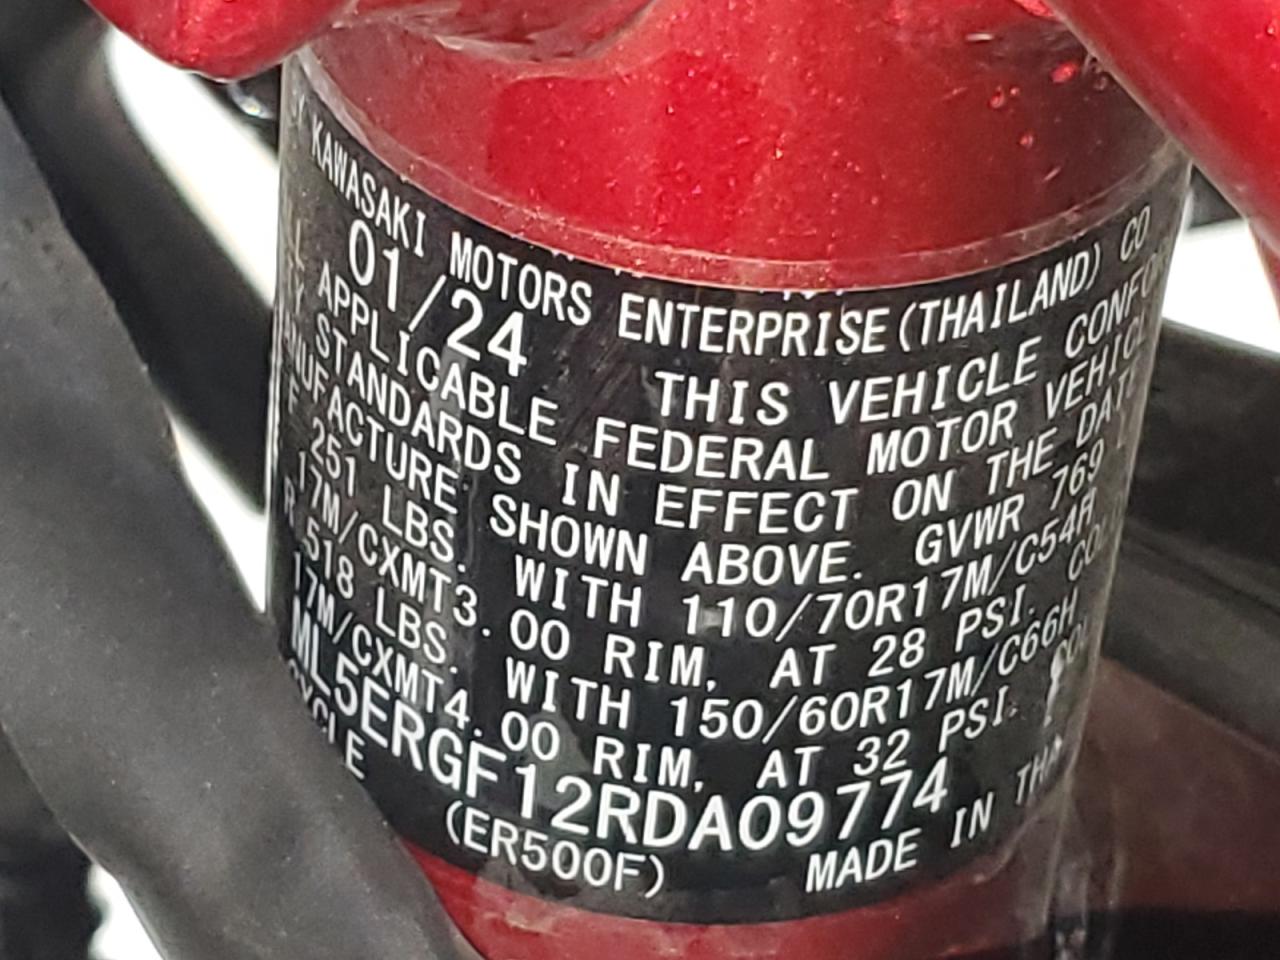 KAWASAKI MOTORS ENTERPRISE (THAILAND) CO
01/24 THIS VEHICLE
APPLICABLE FEDERAL MOTOR
STANDARDS IN EFFECT ON THE
SHOWN ABOVE. GVWR 769
251 LBS. WITH 110/70R17M/C54H
17M/CXMT3.00 RIM, AT 28 PSI.
518 LBS. WITH 150/60R17M/C66H
17M/CXMT4.00 RIM, AT 32 PSI.
ML5ERGF12RDA09774
(ER500F) MADE IN